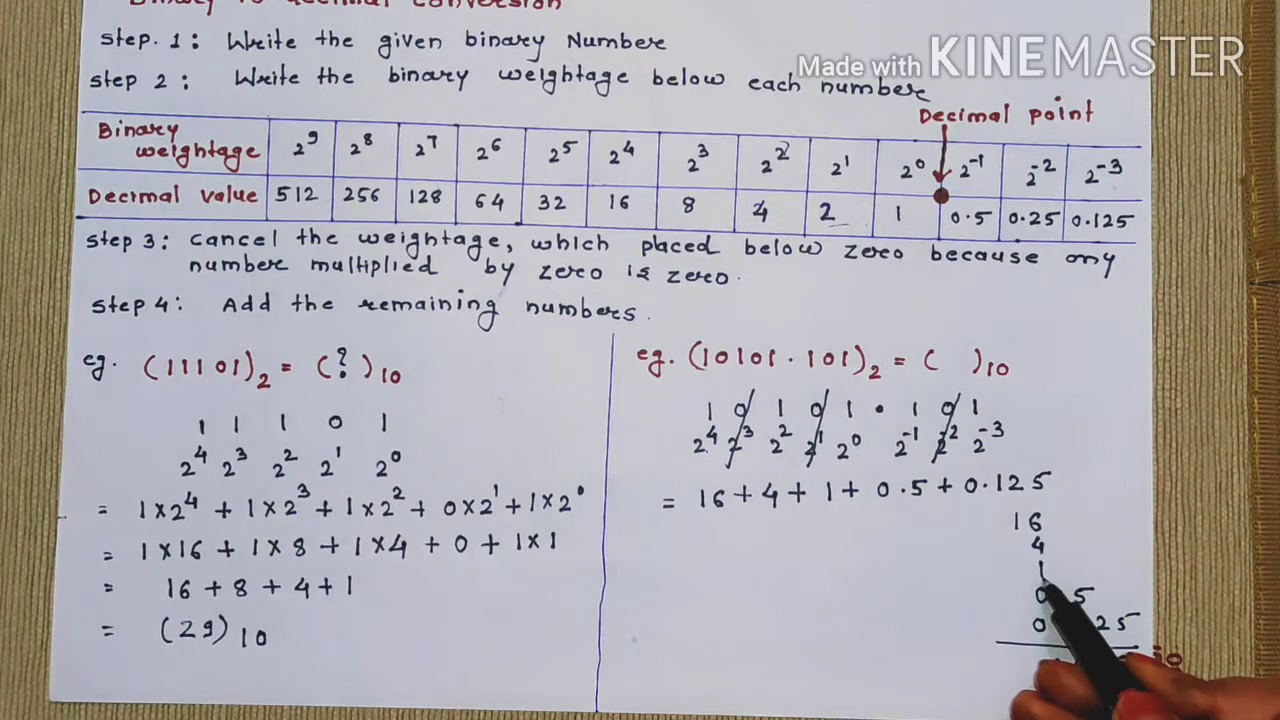 Binary to decimal conversion
Step. 1: Write the given binary Number
Made with KINEMASTER
step 2: Write the binary weightage below each number
Decimal point
Binary weightage 2^9 2^8 2^7 2^6 2^5 2^4 2^3 2^2 2^1 2^0 2^-1 2^-2 2^-3
Decimal value 512 256 128 64 32 16 8 4 2 1 0.5 0.25 0.125
step 3: Cancel the weightage, which placed below zero because any
number multiplied by zero is zero.
step 4: Add the remaining numbers.
eg. (11101)2 = (?)10
1 1 1 0 1
2^4 2^3 2^2 2^1 2^0
= 1×2^4 + 1×2^3 + 1×2^2 + 0×2^1 + 1×2^0
= 1×16 + 1×8 + 1×4 + 0 + 1×1
= 16 + 8 + 4 + 1
= (29)10
eg. (10101.101)2 = ( )10
1 0 1 0 1 • 1 0 1
2^4 2^3 2^2 2^1 2^0 2^-1 2^-2 2^-3
= 16 + 4 + 1 + 0.5 + 0.125
16
4
1
0 5
0 25